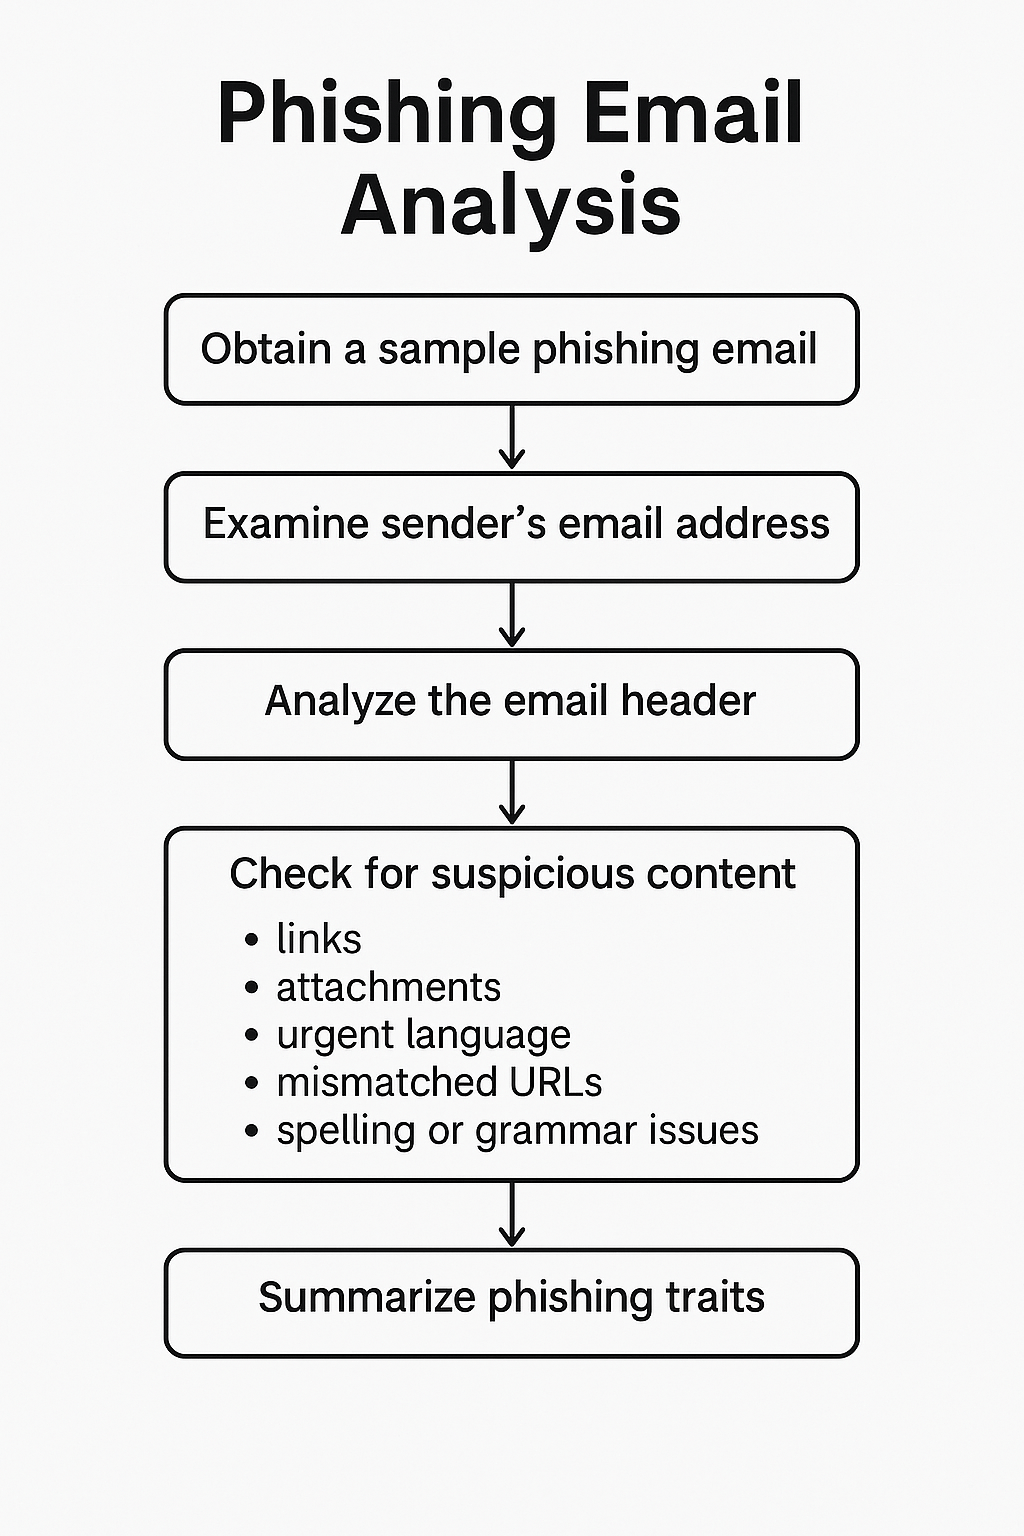 Phishing Email
Analysis
Obtain a sample phishing email
Examine sender’s email address
Analyze the email header
Check for suspicious content
• links
• attachments
• urgent language
• mismatched URLs
• spelling or grammar issues
Summarize phishing traits